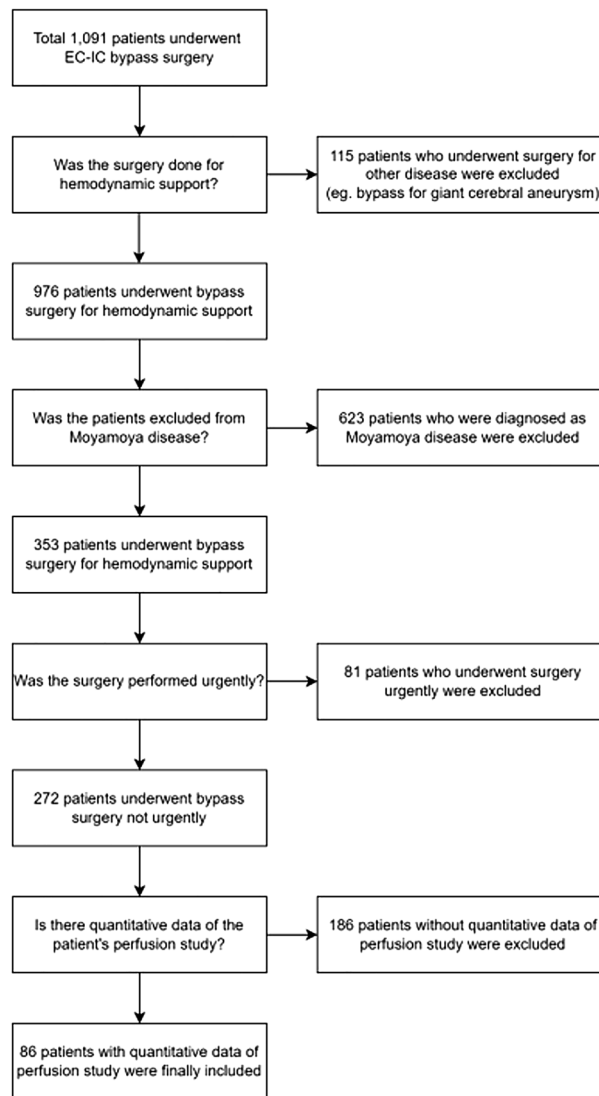 Total 1,091 patients underwent
EC-IC bypass surgery
Was the surgery done for
hemodynamic support?
115 patients who underwent surgery for
other disease were excluded
(eg. bypass for giant cerebral aneurysm)
976 patients underwent bypass
surgery for hemodynamic support
Was the patients excluded from
Moyamoya disease?
623 patients who were diagnosed as
Moyamoya disease were excluded
353 patients underwent bypass
surgery for hemodynamic support
Was the surgery performed urgently?
81 patients who underwent surgery
urgently were excluded
272 patients underwent bypass
surgery not urgently
Is there quantitative data of the
patient's perfusion study?
186 patients without quantitative data of
perfusion study were excluded
86 patients with quantitative data of
perfusion study were finally included